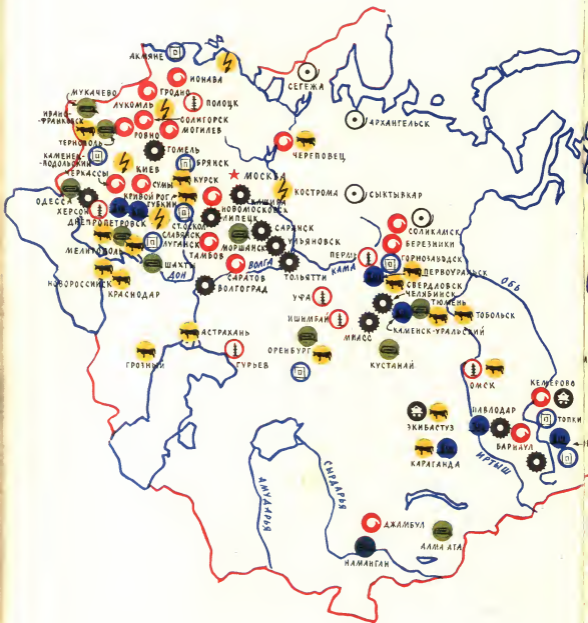 АКМЯНЕ
ИОНАВА
СЕГЕЖА
МУКАЧЕВО
ГРОДНО
ЛУКОМЛЬ
ПОЛОЦК
ИВАНО-
-ФРАНКОВСК
СОЛИГОРСК
АРХАНГЕЛЬСК
РОВНО
МОГИЛЕВ
ТЕРНОПОЛЬ
ГОМЕЛЬ
ЧЕРЕПОВЕЦ
КАМЕНЕЦ-
-ПОДОЛЬСКИЙ
БРЯНСК
КИЕВ
МОСКВА
ЧЕРКАССЫ
КУРСК
СУМЫ
КАШИРА
КОСТРОМА
СЫКТЫВКАР
КРИВОЙ РОГ
ОДЕССА
ГУБКИН
НОВОМОСКОВСК
ХЕРСОН
ЛИПЕЦК
СОЛИКАМСК
ДНЕПРОПЕТРОВСК
СТ.ОСКОЛ
САРАНСК
БЕРЕЗНИКИ
СЛАВЯНСК
УЛЬЯНОВСК
МЕЛИТОПОЛЬ
ЛУГАНСК
МОРШАНСК
ПЕРМЬ
ГОРНОЗАВОДСК
ТАМБОВ
ВОЛГА
КАМА
ПЕРВОУРАЛЬСК
ШАХТЫ
ДОН
САРАТОВ
ТОЛЬЯТТИ
СВЕРДЛОВСК
ОБЬ
НОВОРОССИЙСК
ВОЛГОГРАД
ЧЕЛЯБИНСК
КРАСНОДАР
УФА
ТЮМЕНЬ
ИШИМБАЙ
ТОБОЛЬСК
АСТРАХАНЬ
МИАСС
КАМЕНСК-УРАЛЬСКИЙ
ГРОЗНЫЙ
ГУРЬЕВ
ОРЕНБУРГ
КУСТАНАЙ
ОМСК
КЕМЕРОВО
ПАВЛОДАР
ТОПКИ
ЭКИБАСТУЗ
БАРНАУЛ
КАРАГАНДА
ИРТЫШ
СЫРДАРЬЯ
АМУДАРЬЯ
ДЖАМБУЛ
АЛМА-АТА
НАМАНГАН